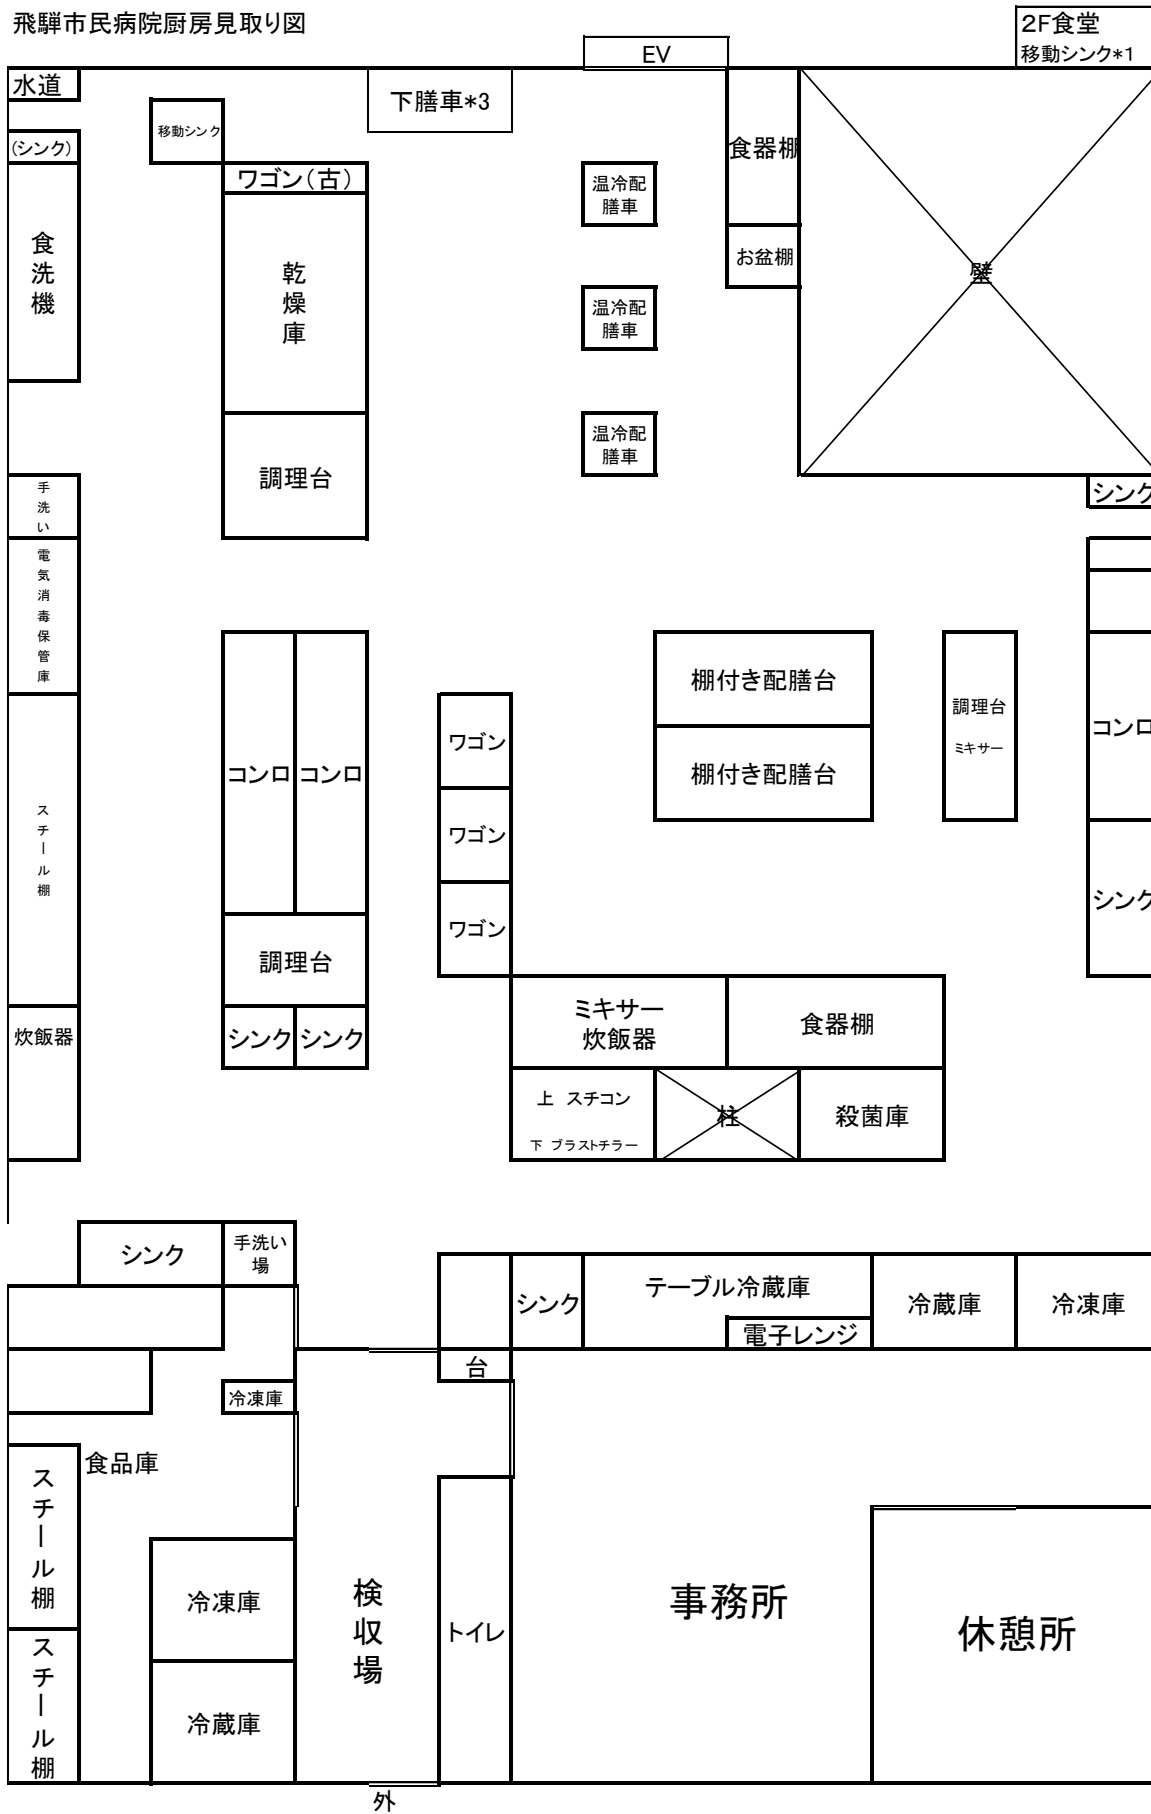 飛騨市民病院厨房見取り図
2F食堂
移動シンク*1
EV
水道
下膳車*3
移動シンク
(シンク)
食器棚
ワゴン(古)
温冷配
膳車
食洗機
乾燥庫
お盆棚
壁
温冷配
膳車
温冷配
膳車
調理台
手洗い
シンク
電気消毒保管庫
棚付き配膳台
調理台
ミキサー
コンロ
コンロ
コンロ
ワゴン
棚付き配膳台
スチール棚
ワゴン
シンク
ワゴン
調理台
ミキサー
炊飯器
食器棚
炊飯器
シンク
シンク
上 スチコン
下 ブラストチラー
柱
殺菌庫
シンク
手洗い
場
シンク
テーブル冷蔵庫
冷蔵庫
冷凍庫
電子レンジ
台
冷凍庫
食品庫
スチール棚
冷凍庫
検収場
トイレ
事務所
休憩所
スチール棚
冷蔵庫
外